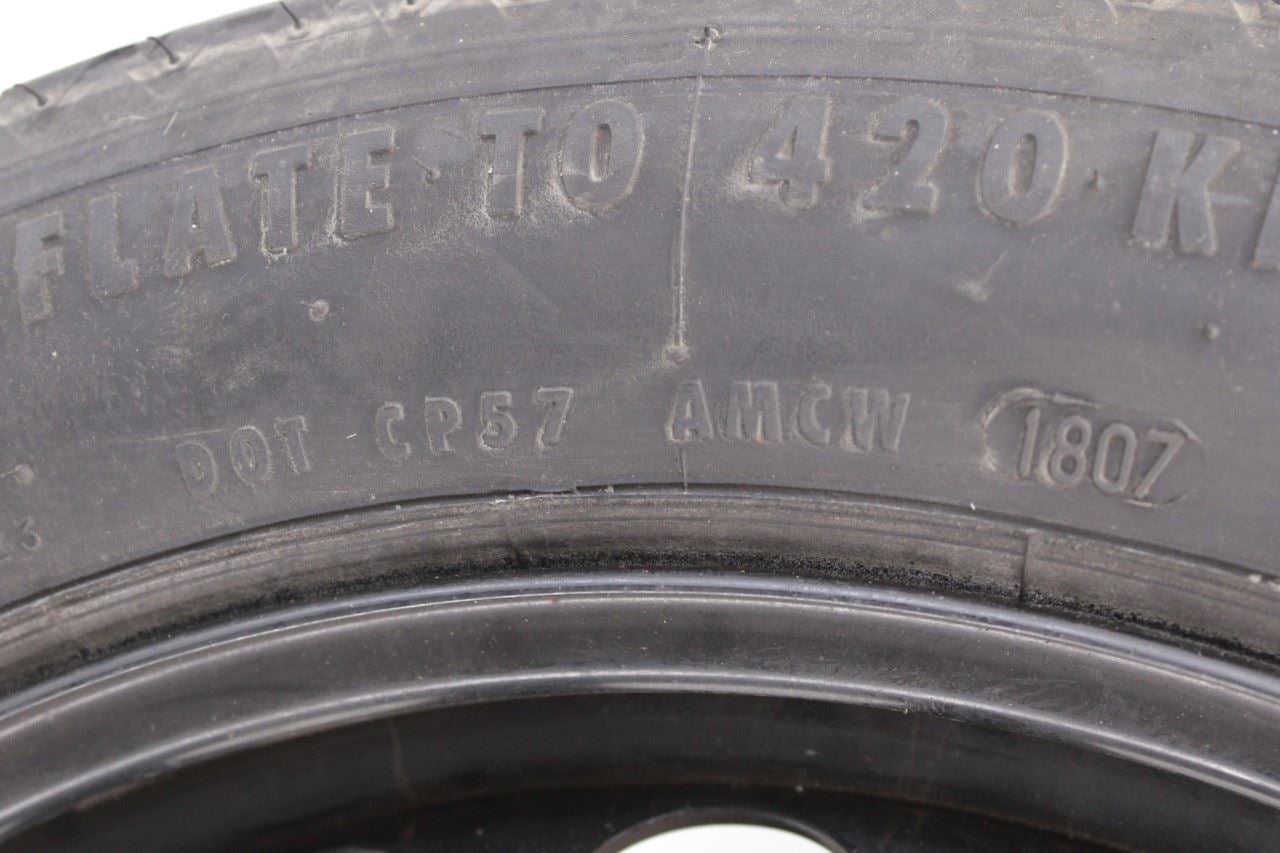 FLATE · TO 420 · K
DOT CP57 AMCW 1807